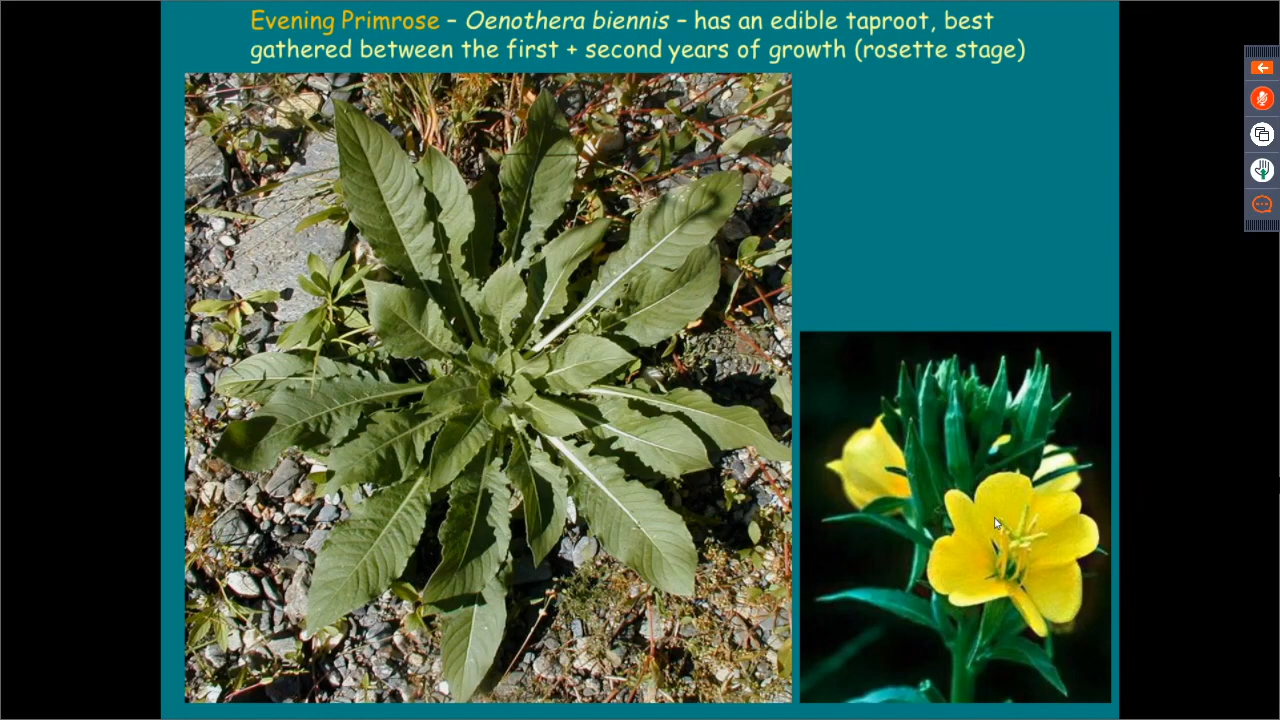 Evening Primrose – Oenothera biennis – has an edible taproot, best
gathered between the first + second years of growth (rosette stage)